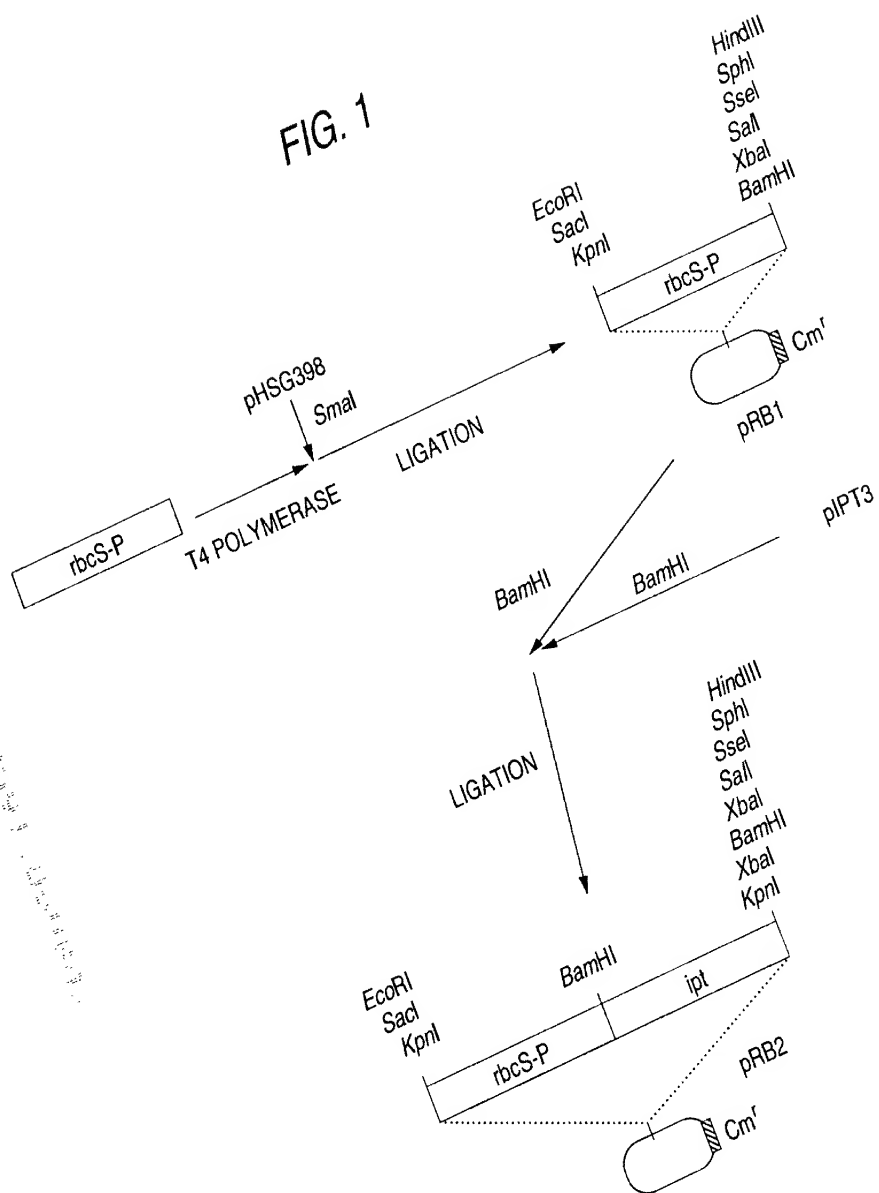 FIG. 1
HindIII
SphI
SseI
SalI
XbaI
BamHI
EcoRI
SacI
KpnI
rbcS-P
Cmʳ
pRB1
pHSG398
SmaI
LIGATION
T4 POLYMERASE
rbcS-P
pIPT3
BamHI
BamHI
LIGATION
HindIII
SphI
SseI
SalI
XbaI
BamHI
XbaI
KpnI
BamHI
EcoRI
SacI
KpnI
rbcS-P
ipt
pRB2
Cmʳ